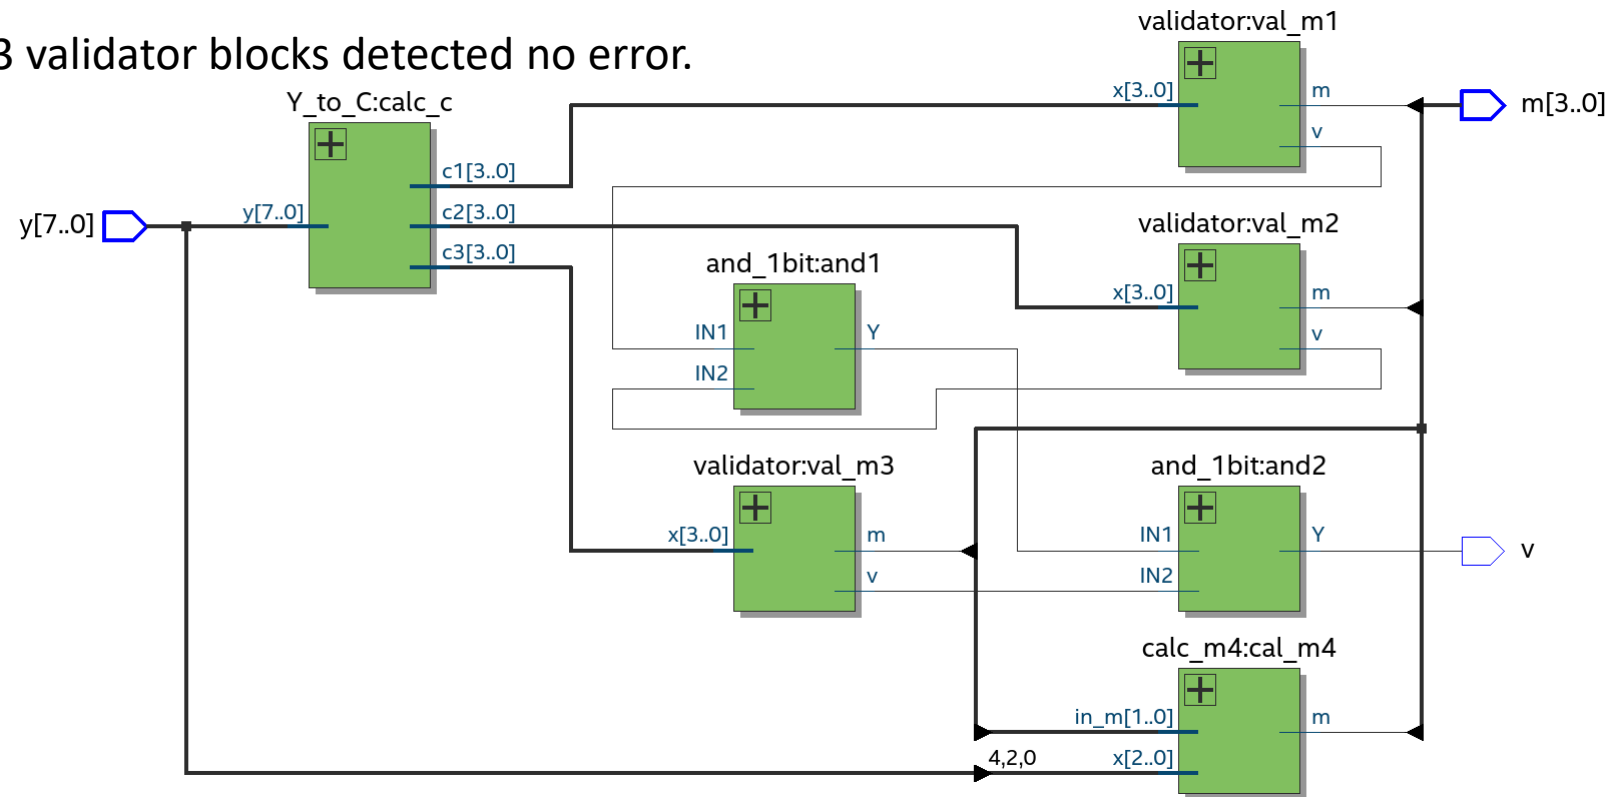 3 validator blocks detected no error.
validator:val_m1
x[3..0]
m
v
m[3..0]
Y_to_C:calc_c
y[7..0]
y[7..0]
c1[3..0]
c2[3..0]
c3[3..0]
validator:val_m2
x[3..0]
m
v
and_1bit:and1
IN1
IN2
Y
validator:val_m3
x[3..0]
m
v
and_1bit:and2
IN1
IN2
Y
v
calc_m4:cal_m4
in_m[1..0]
4,2,0
x[2..0]
m